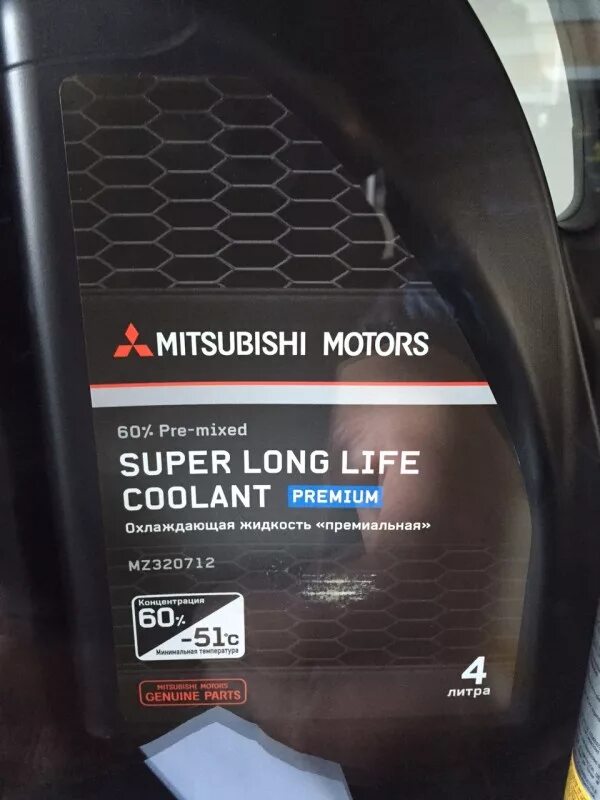 MITSUBISHI MOTORS
60% Pre-mixed
SUPER LONG LIFE
COOLANT PREMIUM
Охлаждающая жидкость «премиальная»
MZ320712
Концентрация
60%
-51°C
Минимальная температура
MITSUBISHI MOTORS
GENUINE PARTS
4
литра